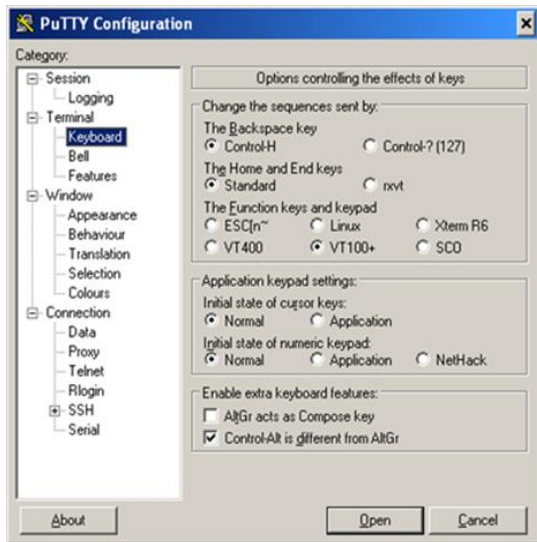 PuTTY Configuration
Category:
Session
Logging
Terminal
Keyboard
Bell
Features
Window
Appearance
Behaviour
Translation
Selection
Colours
Connection
Data
Proxy
Telnet
Rlogin
SSH
Serial
Options controlling the effects of keys
Change the sequences sent by:
The Backspace key
Control-H Control-? (127)
The Home and End keys
Standard rxvt
The Function keys and keypad
ESC[n~ Linux Xterm R6
VT400 VT100+ SCO
Application keypad settings:
Initial state of cursor keys:
Normal Application
Initial state of numeric keypad:
Normal Application NetHack
Enable extra keyboard features:
AltGr acts as Compose key
Control-Alt is different from AltGr
About Open Cancel